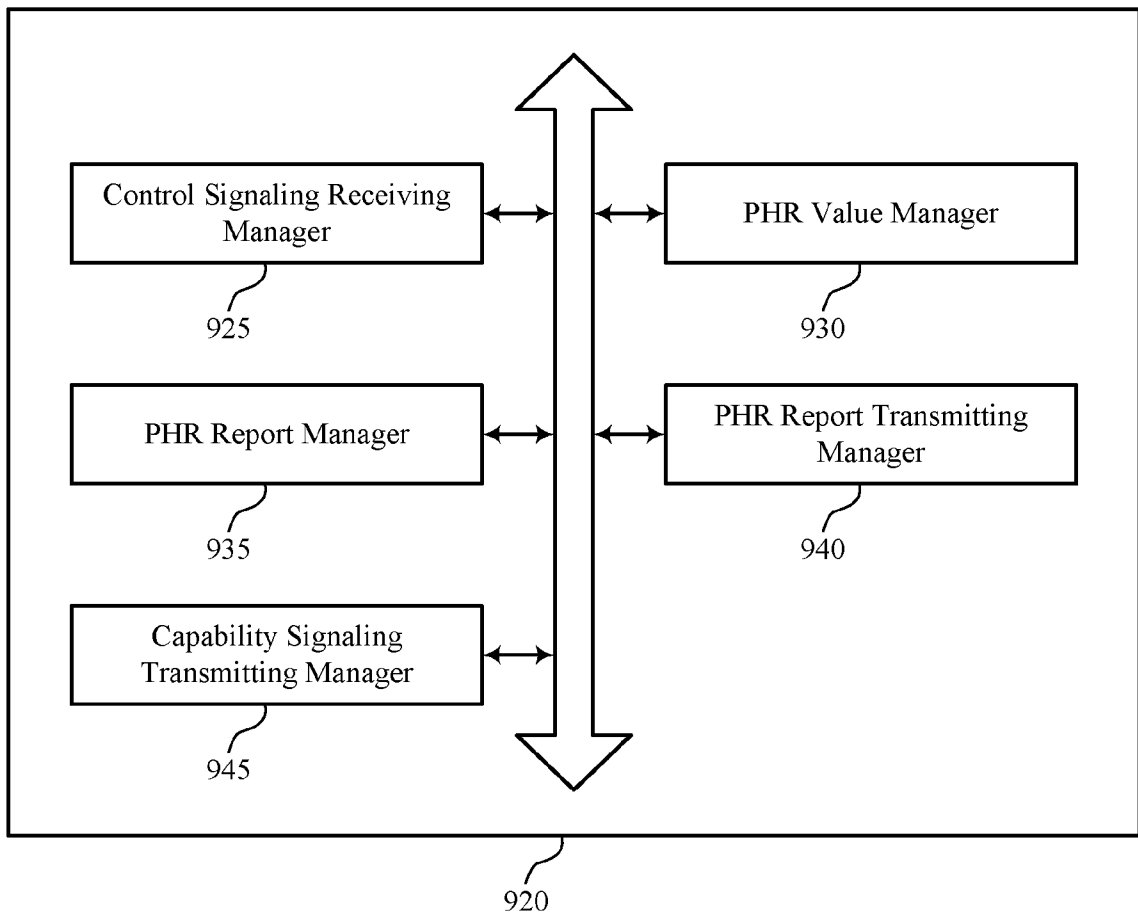 Control Signaling Receiving
Manager
925
PHR Value Manager
930
PHR Report Manager
935
PHR Report Transmitting
Manager
940
Capability Signaling
Transmitting Manager
945
920